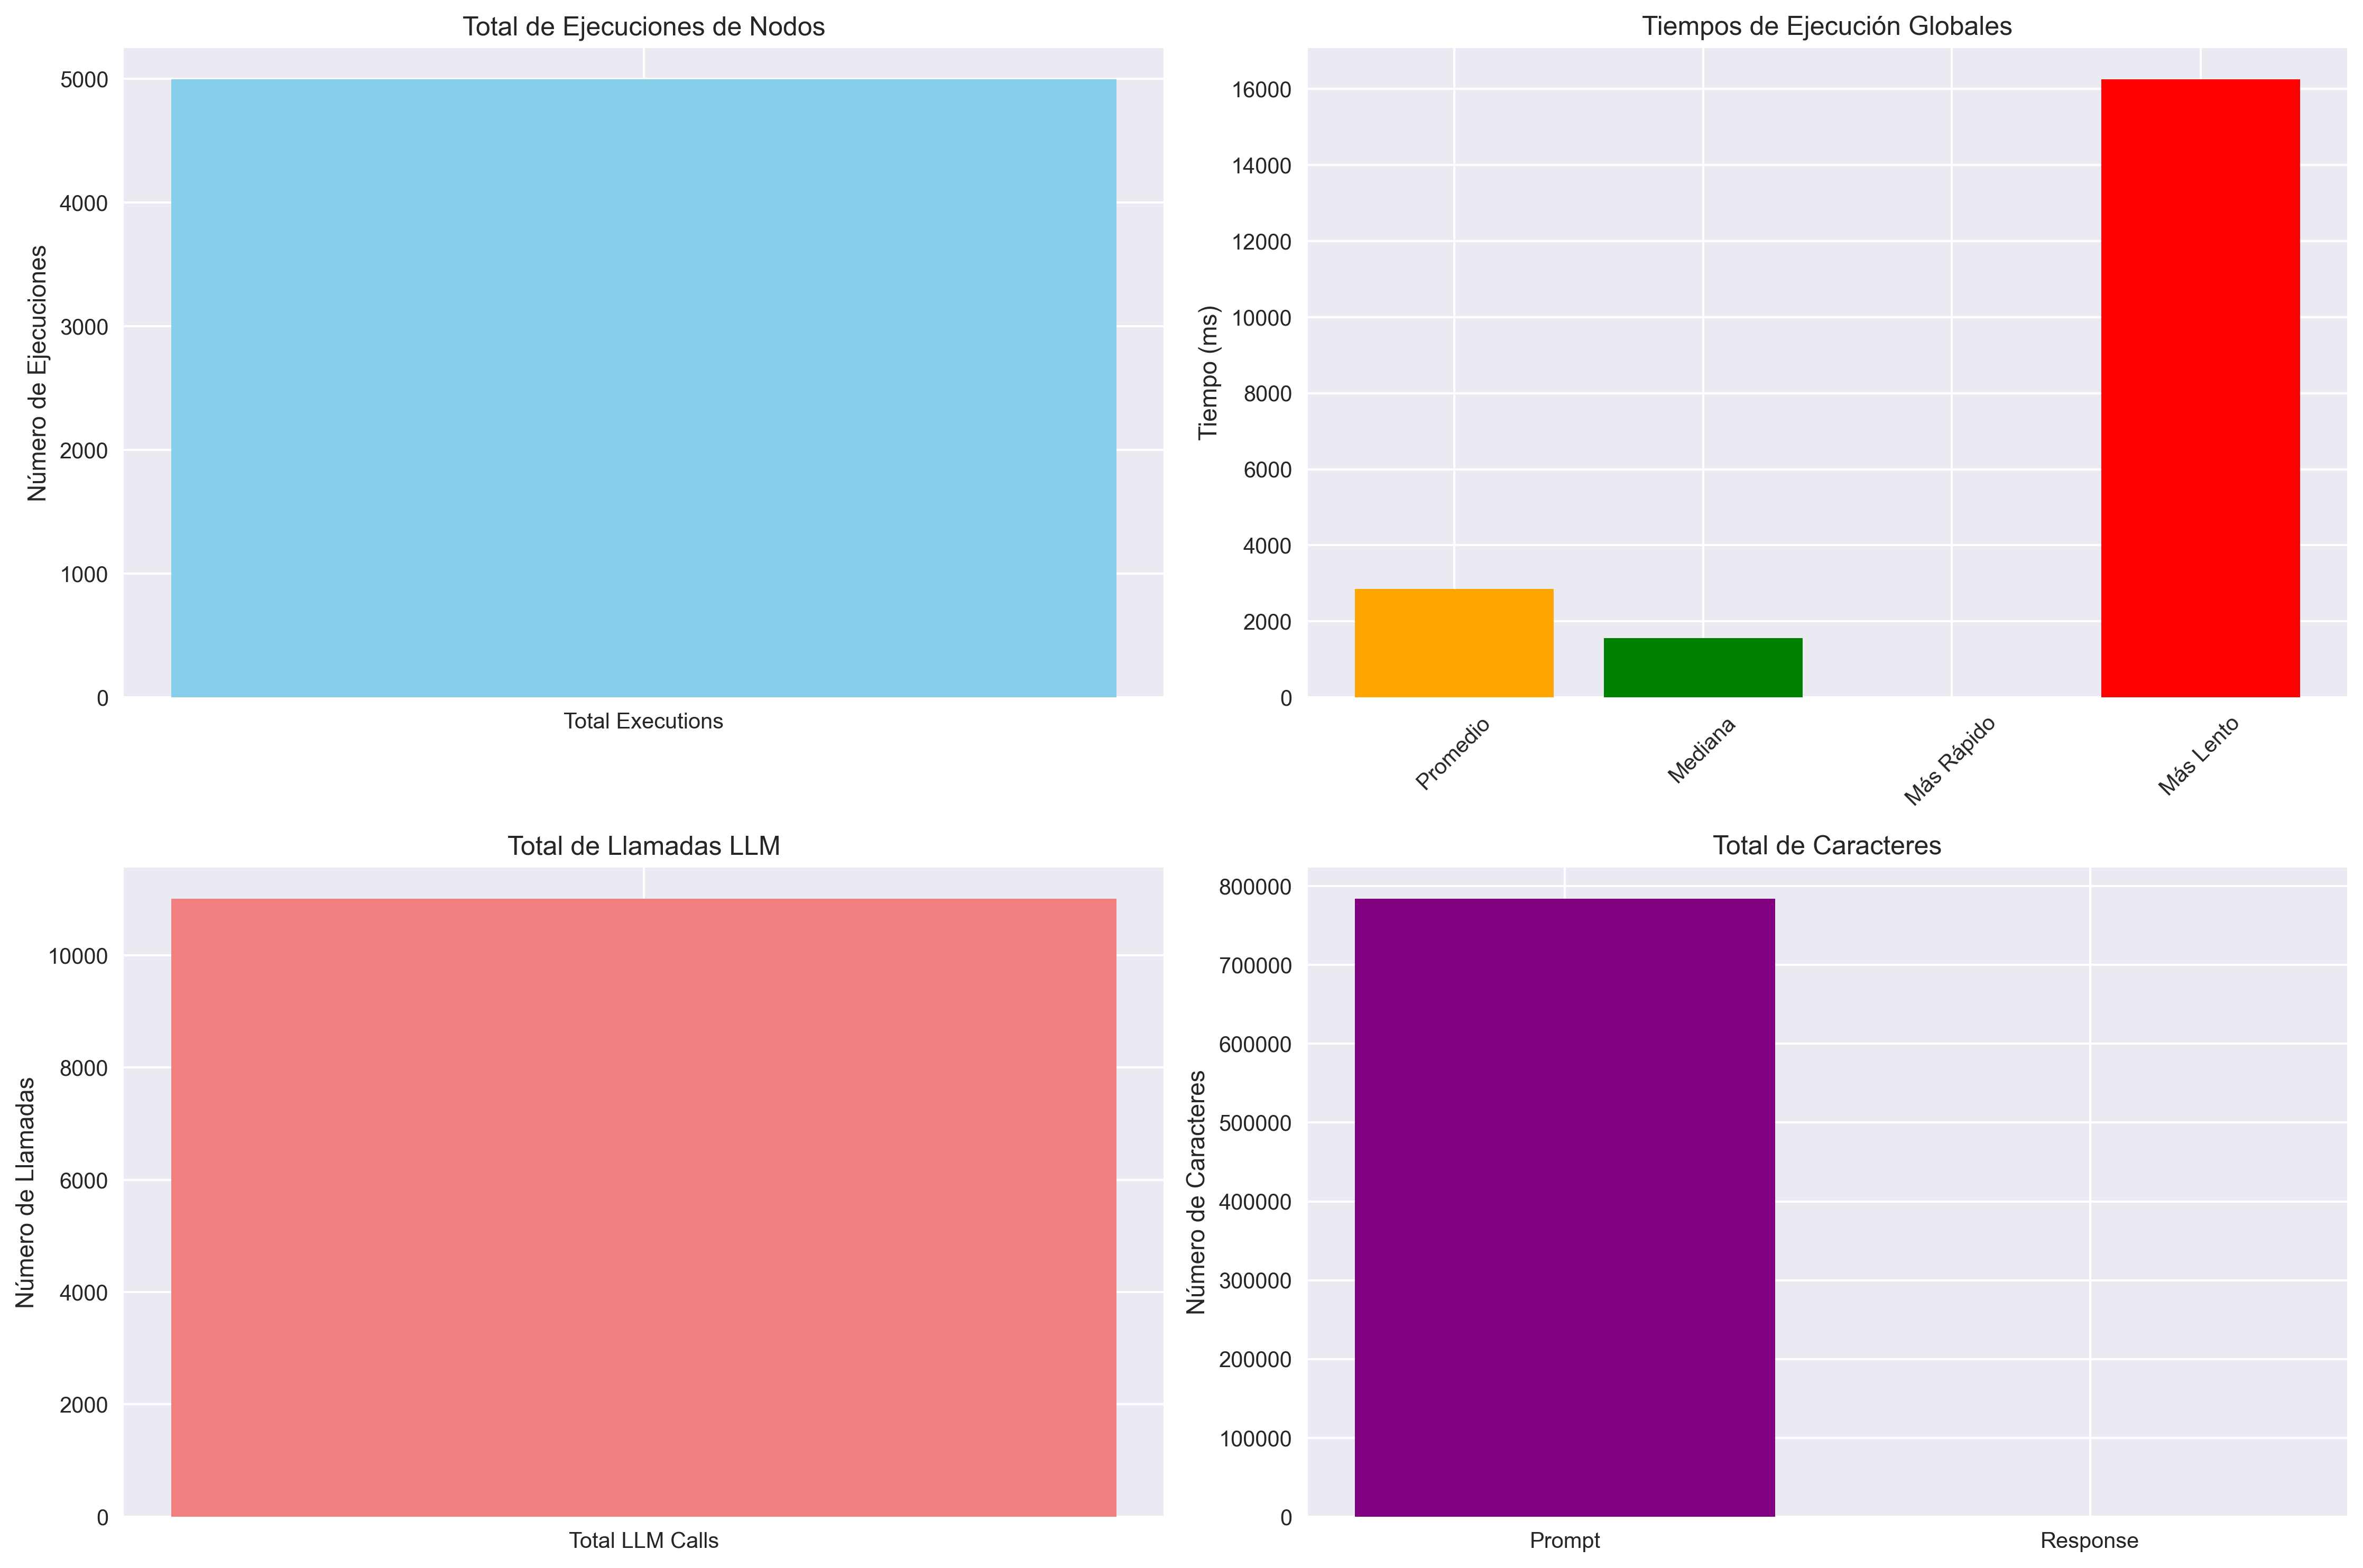 Total de Ejecuciones de Nodos
Número de Ejecuciones
5000
4000
3000
2000
1000
0
Total Executions
Tiempos de Ejecución Globales
Tiempo (ms)
16000
14000
12000
10000
8000
6000
4000
2000
0
Promedio
Mediana
Más Rápido
Más Lento
Total de Llamadas LLM
Número de Llamadas
10000
8000
6000
4000
2000
0
Total LLM Calls
Total de Caracteres
Número de Caracteres
800000
700000
600000
500000
400000
300000
200000
100000
0
Prompt
Response